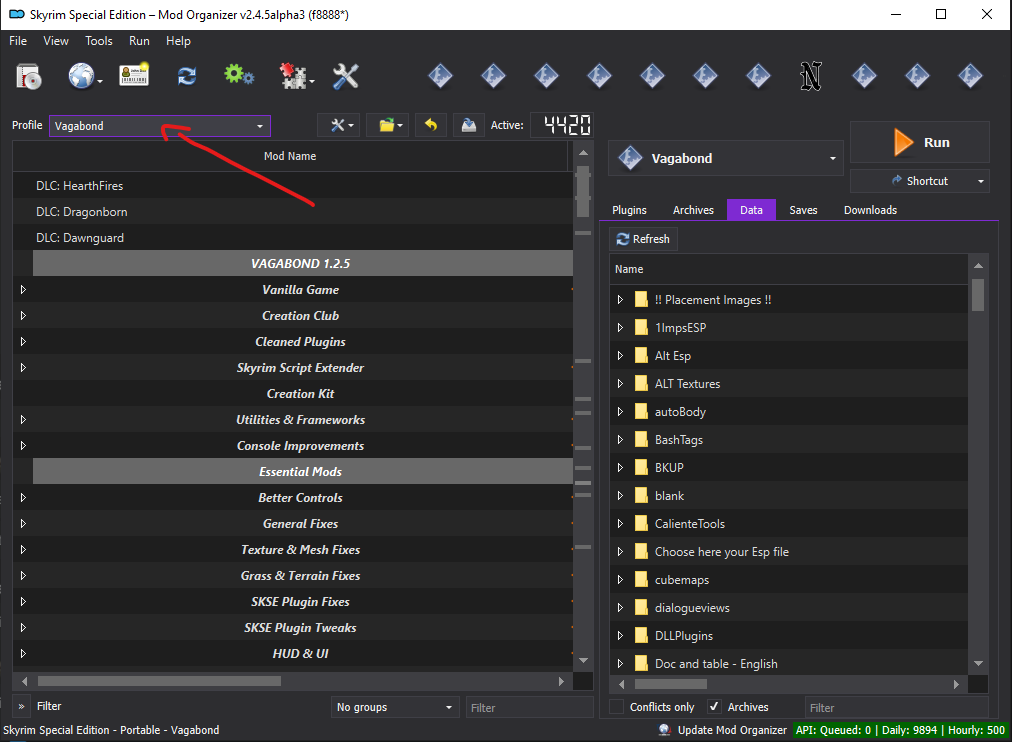 Skyrim Special Edition – Mod Organizer v2.4.5alpha3 (f8888*)
File View Tools Run Help
Profile Vagabond Active: 4420
Mod Name
DLC: HearthFires
DLC: Dragonborn
DLC: Dawnguard
VAGABOND 1.2.5
Vanilla Game
Creation Club
Cleaned Plugins
Skyrim Script Extender
Creation Kit
Utilities & Frameworks
Console Improvements
Essential Mods
Better Controls
General Fixes
Texture & Mesh Fixes
Grass & Terrain Fixes
SKSE Plugin Fixes
SKSE Plugin Tweaks
HUD & UI
» Filter No groups Filter
Vagabond
Run
Shortcut
Plugins Archives Data Saves Downloads
Refresh
Name
!! Placement Images !!
1ImpsESP
Alt Esp
ALT Textures
autoBody
BashTags
BKUP
blank
CalienteTools
Choose here your Esp file
cubemaps
dialogueviews
DLLPlugins
Doc and table - English
Conflicts only Archives Filter
Skyrim Special Edition - Portable - Vagabond Update Mod Organizer API: Queued: 0 | Daily: 9894 | Hourly: 500